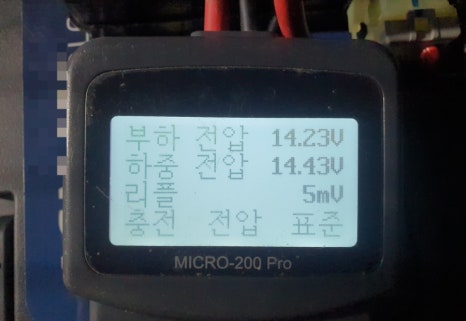 부하 전압 14.23V
하중 전압 14.43V
리플 5mV
충전 전압 표준
MICRO-200 Pro